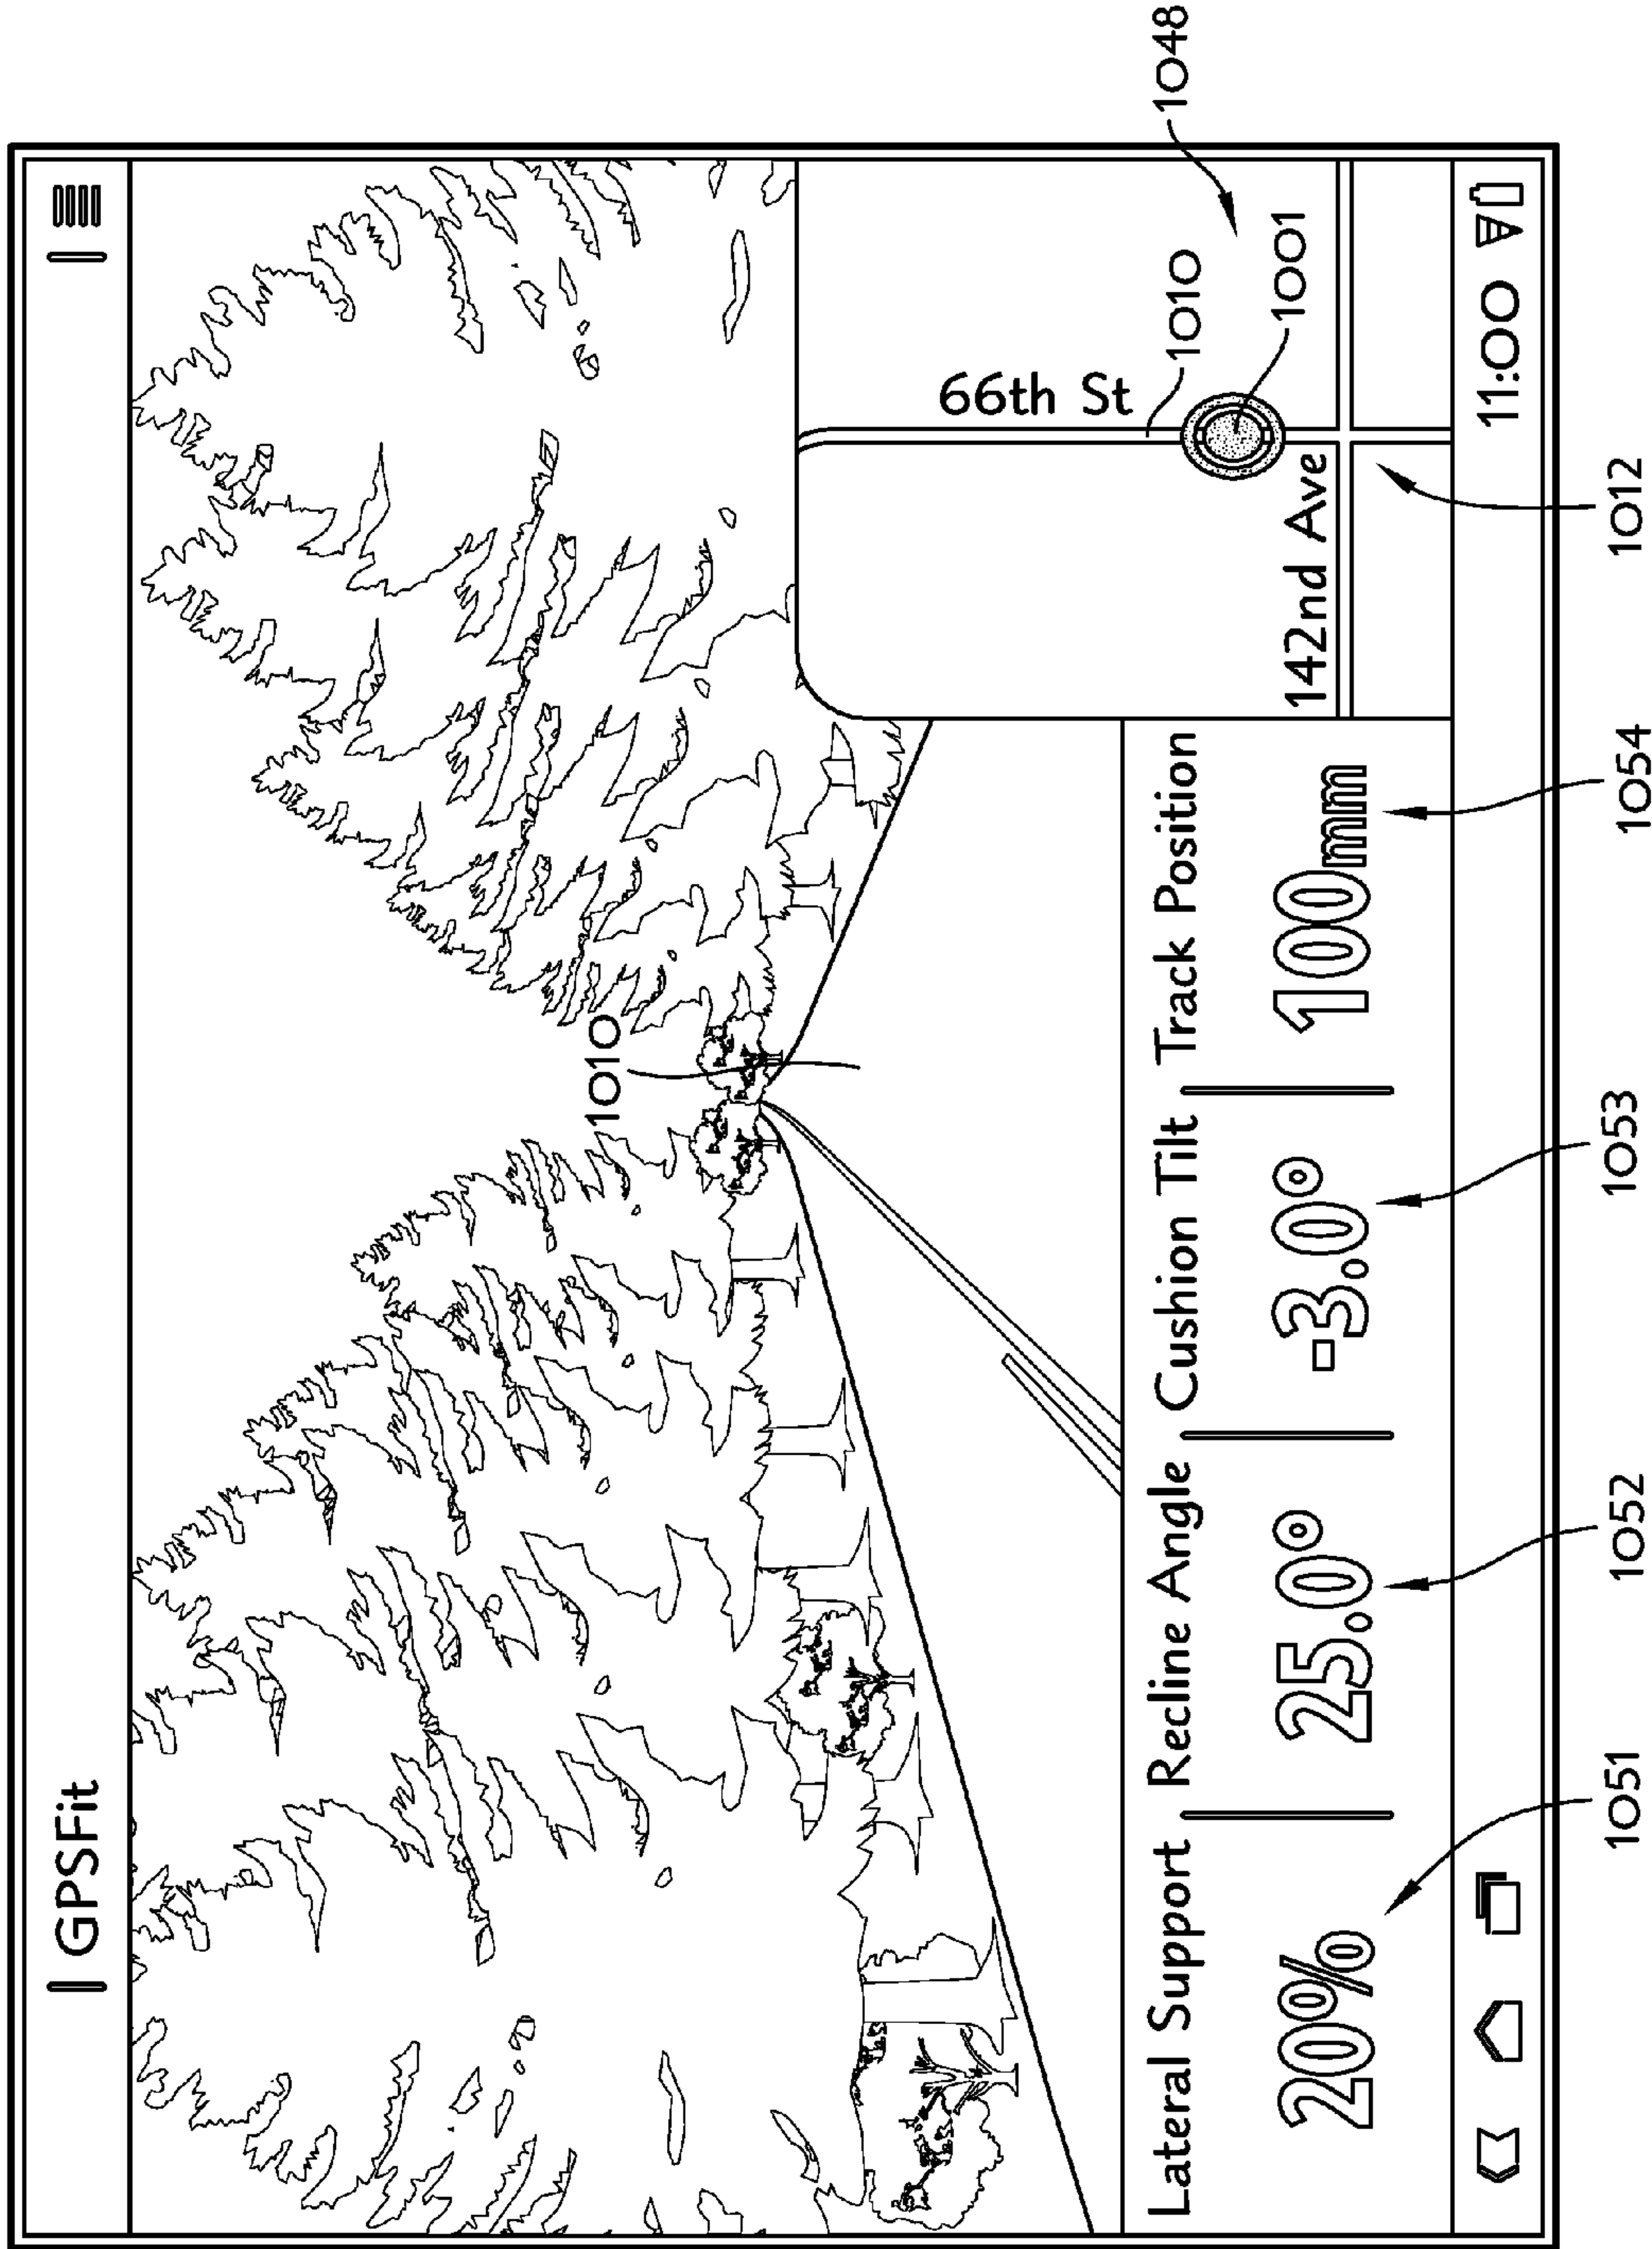 GPSFit
1010
66th St
1010
1048
1001
142nd Ave
Lateral Support
Recline Angle
Cushion Tilt
Track Position
20%
25.0°
-3.0°
100mm
11:00
1051
1052
1053
1054
1012